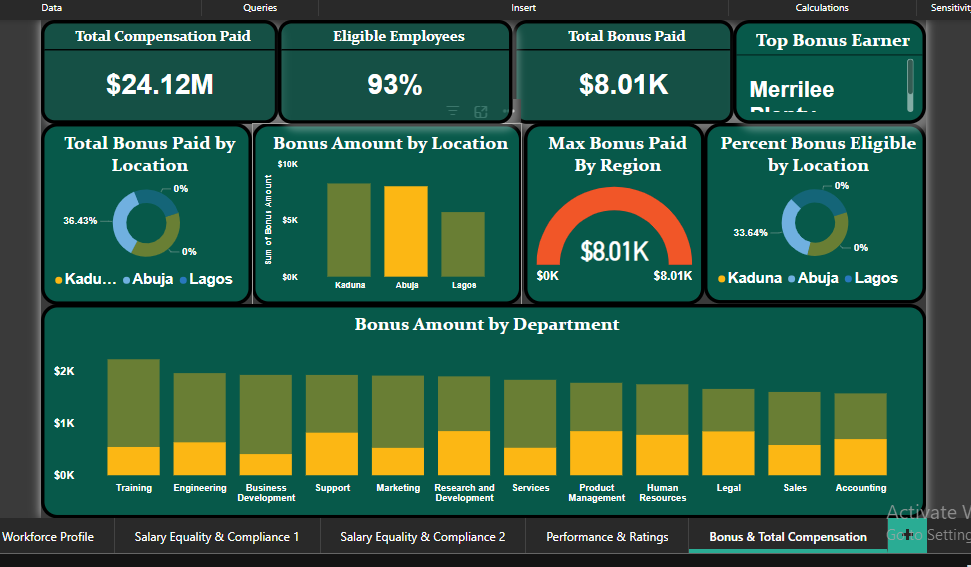 Data Queries Insert Calculations Sensitivity
Total Compensation Paid
$24.12M
Eligible Employees
93%
Total Bonus Paid
$8.01K
Top Bonus Earner
Merrilee
Total Bonus Paid by
Location
0%
36.43%
0%
Kadu... Abuja Lagos
Bonus Amount by Location
Sum of Bonus Amount
$10K
$5K
$0K
Kaduna Abuja Lagos
Max Bonus Paid
By Region
$8.01K
$0K $8.01K
Percent Bonus Eligible
by Location
0%
33.64%
0%
Kaduna Abuja Lagos
Bonus Amount by Department
$2K
$1K
$0K
Training Engineering Business Development Support Marketing Research and Development Services Product Management Human Resources Legal Sales Accounting
Activate
Go to Setting
Workforce Profile Salary Equality & Compliance 1 Salary Equality & Compliance 2 Performance & Ratings Bonus & Total Compensation +